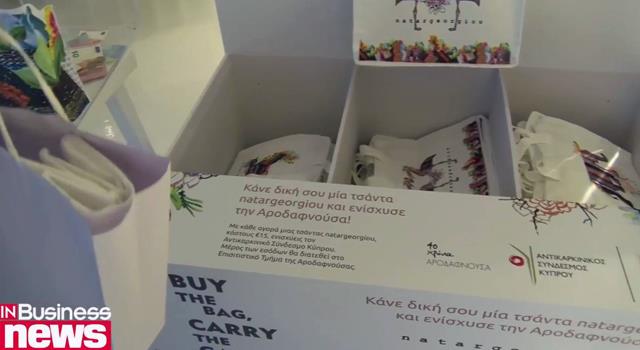 natargeorgiou
Κάνε δική σου μία τσάντα
natargeorgiou και ενίσχυσε
την Αροδαφνούσα!
Με κάθε αγορά μιας τσάντας natargeorgiou,
κόστους €15, ενισχύεις τον
Αντικαρκινικό Σύνδεσμο Κύπρου.
Μέρος των εσόδων θα διατεθεί στο
Επισιτιστικό Τμήμα της Αροδαφνούσας.
40
χρόνια
ΑΡΟΔΑΦΝΟΥΣΑ
ΑΝΤΙΚΑΡΚΙΝΙΚΟΣ
ΣΥΝΔΕΣΜΟΣ
ΚΥΠΡΟΥ
BUY
THE
BAG,
CARRY
THE
Κάνε δική σου μία τσάντα
natargeorgiou
και ενίσχυσε την Αροδαφνούσα
IN Business
news